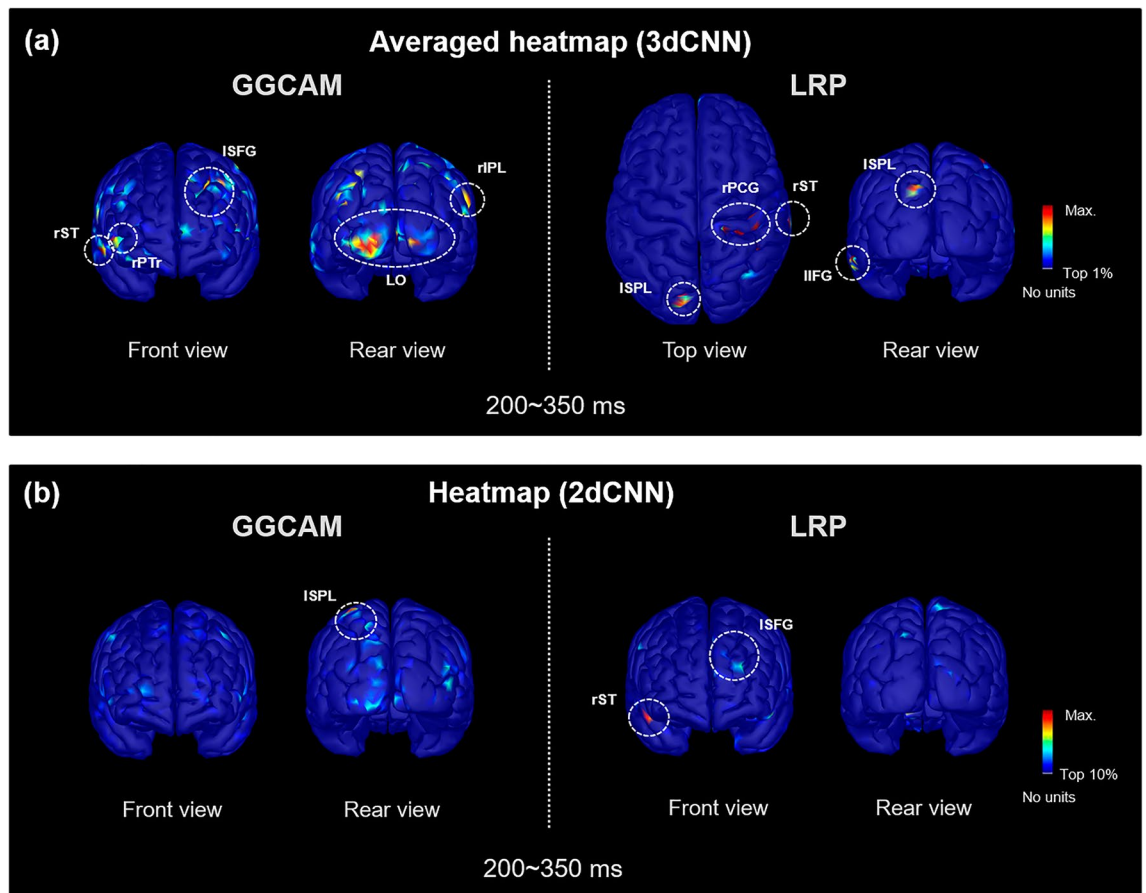 (a)
Averaged heatmap (3dCNN)
GGCAM
LRP
lSFG
rST
rPTr
rIPL
LO
rPCG
rST
lSPL
lSPL
lIFG
Max.
Top 1%
No units
Front view
Rear view
Top view
Rear view
200~350 ms
(b)
Heatmap (2dCNN)
GGCAM
LRP
lSPL
lSFG
rST
Max.
Top 10%
No units
Front view
Rear view
Front view
Rear view
200~350 ms